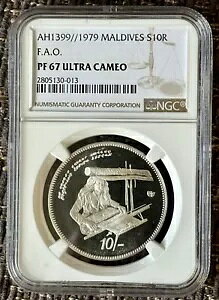 AH1399//1979 MALDIVES S10R
F.A.O.
PF 67 ULTRA CAMEO
2805130-013
NUMISMATIC GUARANTY CORPORATION
NGC
10/-